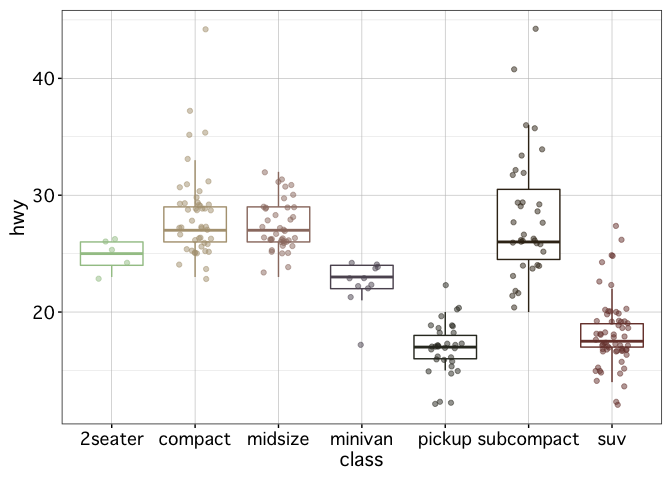 40
30
20
hwy
2seater compact midsize minivan pickup subcompact suv
class